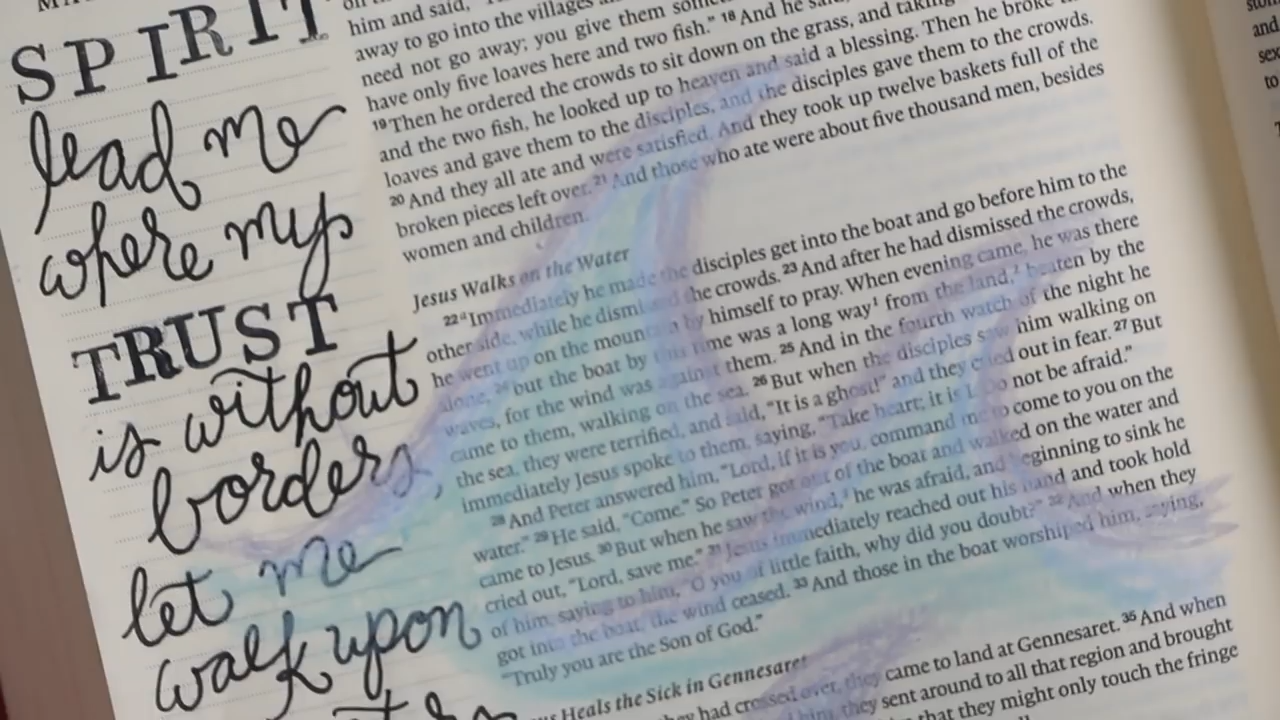 SPIRIT
lead me
where my
TRUST
is without
borders,
let me
walk upon
him and said,
away to go into the villages
need not go away; you give them
have only five loaves here and two fish.” 18 And he said,
19 Then he ordered the crowds to sit down on the grass, and taking
and the two fish, he looked up to heaven and said a blessing. Then he broke
loaves and gave them to the disciples, and the disciples gave them to the crowds.
20 And they all ate and were satisfied. And they took up twelve baskets full of the
broken pieces left over. 21 And those who ate were about five thousand men, besides
women and children.
Jesus Walks on the Water
22 Immediately he made the disciples get into the boat and go before him to the
other side, while he dismissed the crowds. 23 And after he had dismissed the crowds,
he went up on the mountain by himself to pray. When evening came, he was there
alone, 24 but the boat by this time was a long way from the land, beaten by the
waves, for the wind was against them. 25 And in the fourth watch of the night he
came to them, walking on the sea. 26 But when the disciples saw him walking on
the sea, they were terrified, and said, “It is a ghost!” and they cried out in fear. 27 But
immediately Jesus spoke to them, saying, “Take heart; it is I. Do not be afraid.”
28 And Peter answered him, “Lord, if it is you, command me to come to you on the
water.” 29 He said, “Come.” So Peter got out of the boat and walked on the water and
came to Jesus. 30 But when he saw the wind, he was afraid, and beginning to sink he
cried out, “Lord, save me.” 31 Jesus immediately reached out his hand and took hold
of him, saying to him, “O you of little faith, why did you doubt?” 32 And when they
got into the boat, the wind ceased. 33 And those in the boat worshiped him, saying,
“Truly you are the Son of God.”
Heals the Sick in Gennesaret
had crossed over, they came to land at Gennesaret. 35 And when
him, they sent around to all that region and brought
that they might only touch the fringe
and
to